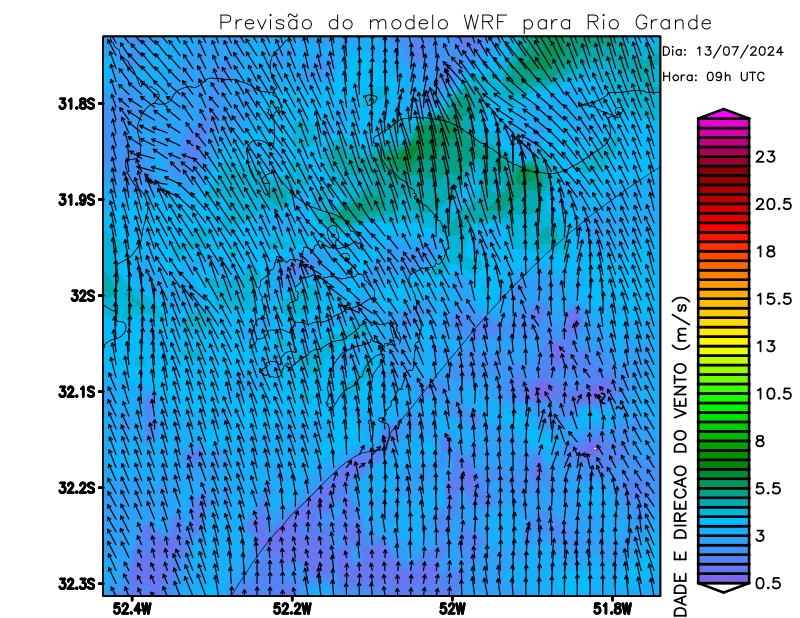 Previsão do modelo WRF para Rio Grande
Dia: 13/07/2024
Hora: 09h UTC
31.8S
31.9S
32S
32.1S
32.2S
32.3S
52.4W
52.2W
52W
51.8W
23
20.5
18
15.5
13
10.5
8
5.5
3
0.5
DADE E DIRECAO DO VENTO (m/s)